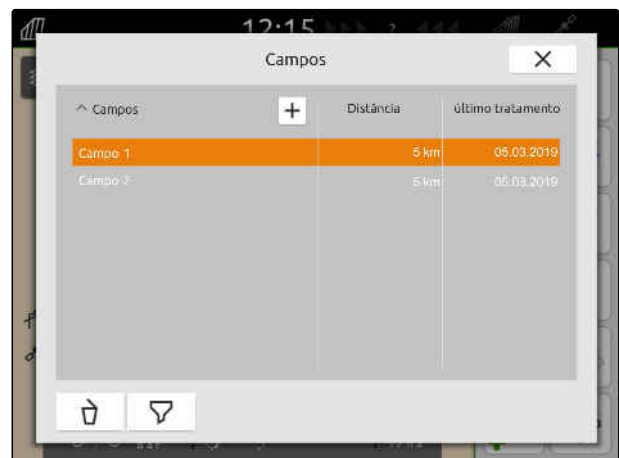 12:15
Campos
^ Campos + Distância último tratamento
Campo 1 5 km 05.03.2019
Campo 2 5 km 05.03.2019